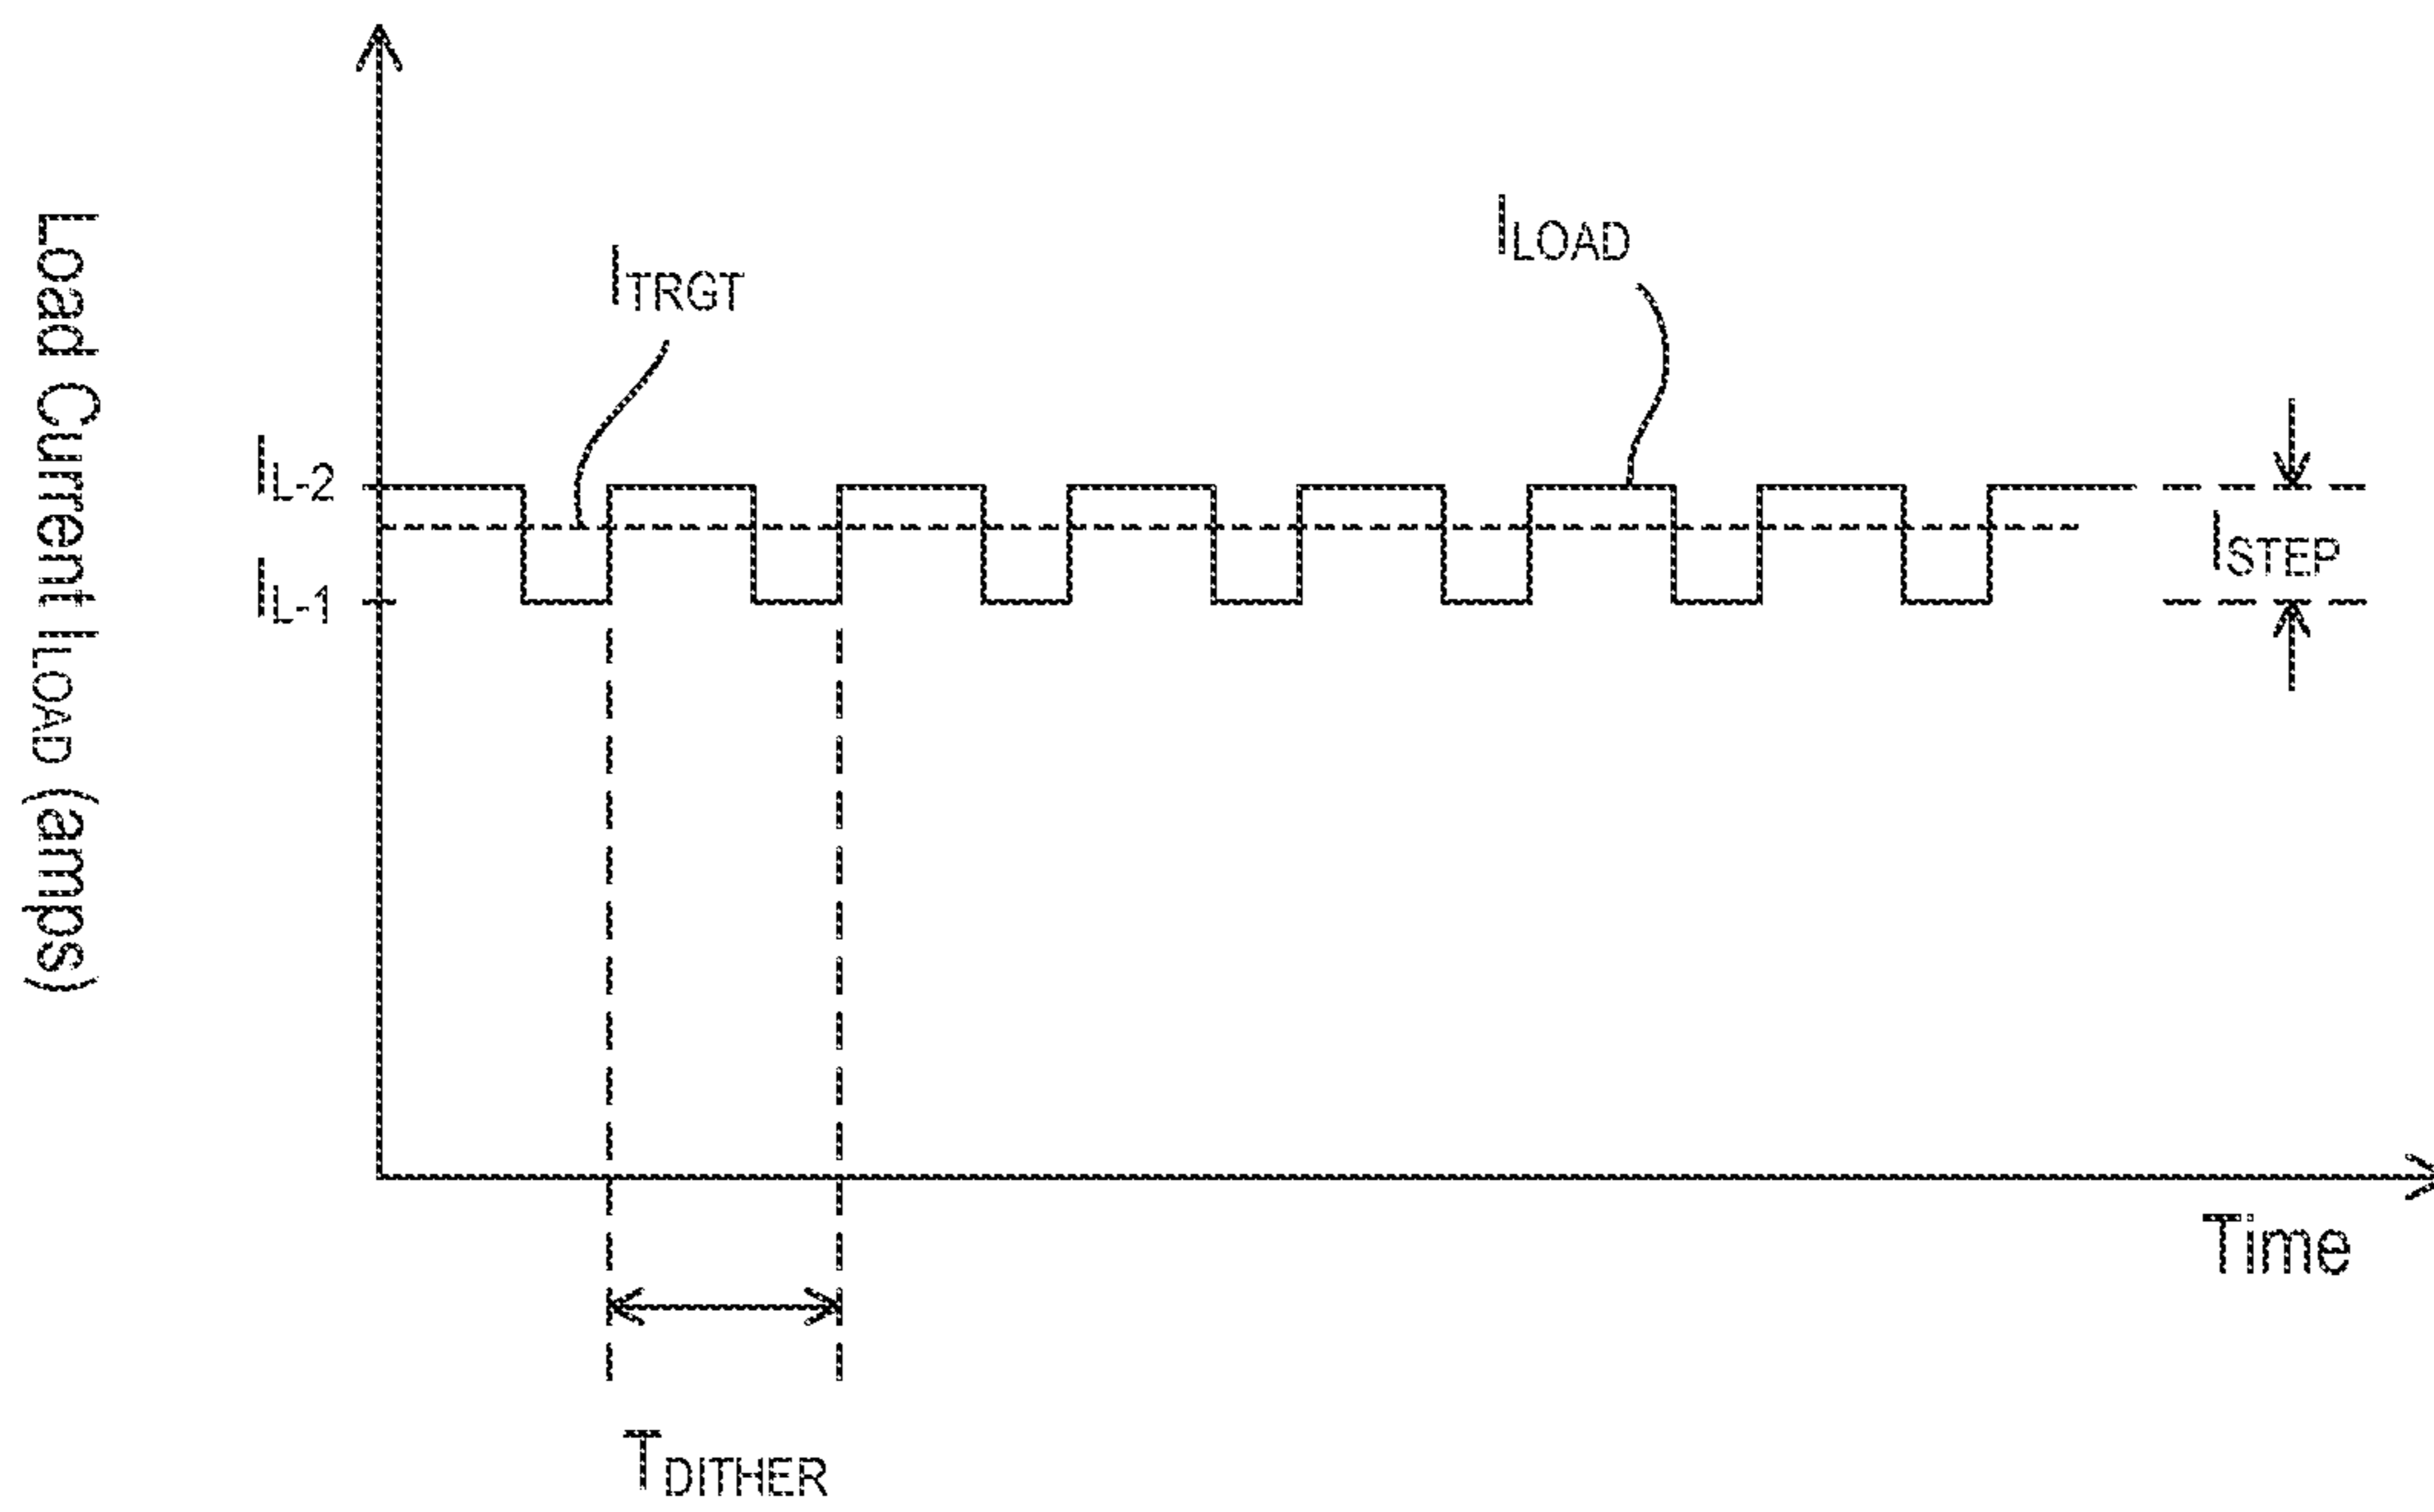 Load Current ILOAD (amps)
ITRGT
ILOAD
IL-2
IL-1
ISTEP
Time
TDITHER